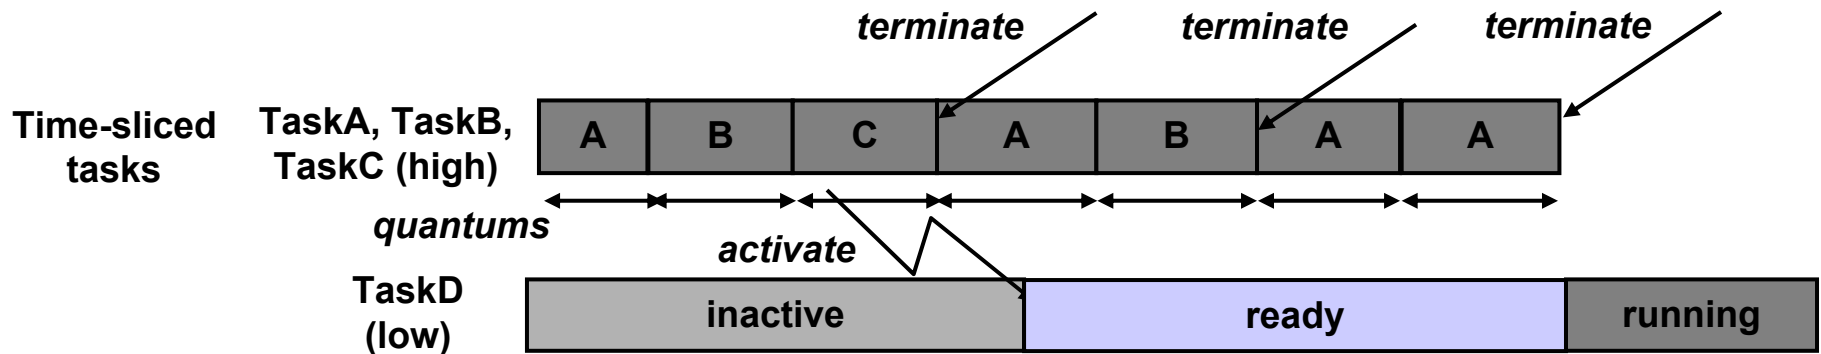 terminate terminate terminate
Time-sliced
tasks
TaskA, TaskB,
TaskC (high)
A B C A B A A
quantums
activate
TaskD
(low)
inactive ready running